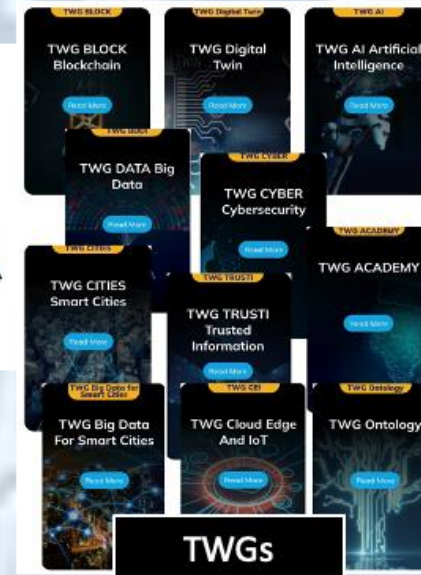 TWG BLOCK
TWG BLOCK
Blockchain
Read More
TWG Digital Twin
TWG Digital
Twin
Read More
TWG AI
TWG AI Artificial
Intelligence
Read More
TWG DATA Big
Data
Read More
TWG CYBER
TWG CYBER
Cybersecurity
Read More
TWG ACADEMY
TWG ACADEMY
Read More
TWG CITIES
TWG CITIES
Smart Cities
Read More
TWG TRUSTI
TWG TRUSTI
Trusted
Information
Read More
TWG Big Data for
Smart Cities
TWG Big Data
For Smart Cities
Read More
TWG CEI
TWG Cloud Edge
And IoT
Read More
TWG Ontology
TWG Ontology
Read More
TWGs